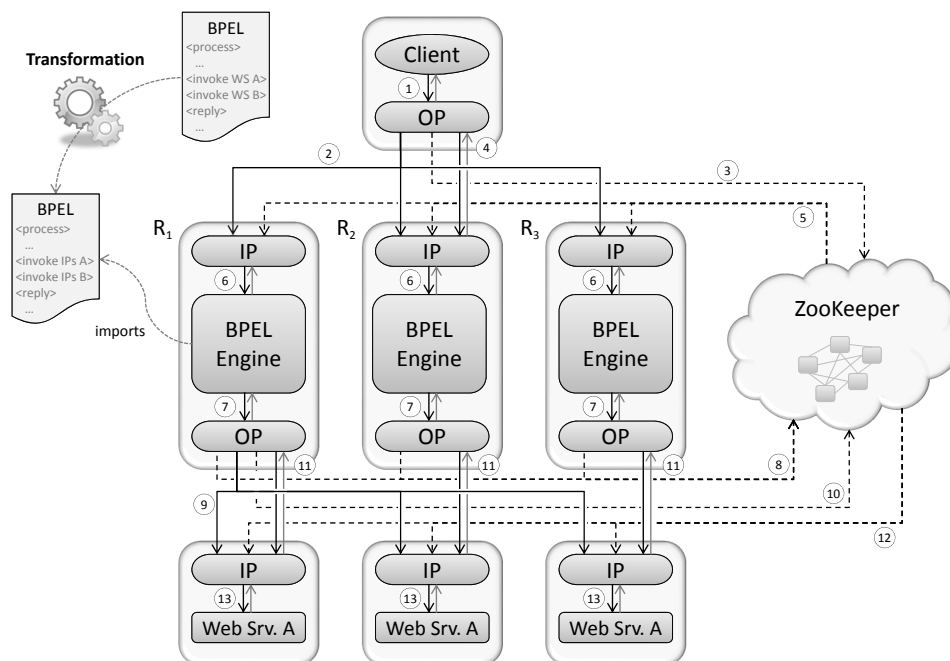 BPEL
<process>
...
<invoke WS A>
<invoke WS B>
<reply>
...
Transformation
Client
1
OP
2
4
3
5
BPEL
<process>
...
<invoke IPs A>
<invoke IPs B>
<reply>
...
imports
R1
IP
6
BPEL
Engine
7
OP
R2
IP
6
BPEL
Engine
7
OP
R3
IP
6
BPEL
Engine
7
OP
ZooKeeper
11
11
11
8
9
10
12
IP
13
Web Srv. A
IP
13
Web Srv. A
IP
13
Web Srv. A